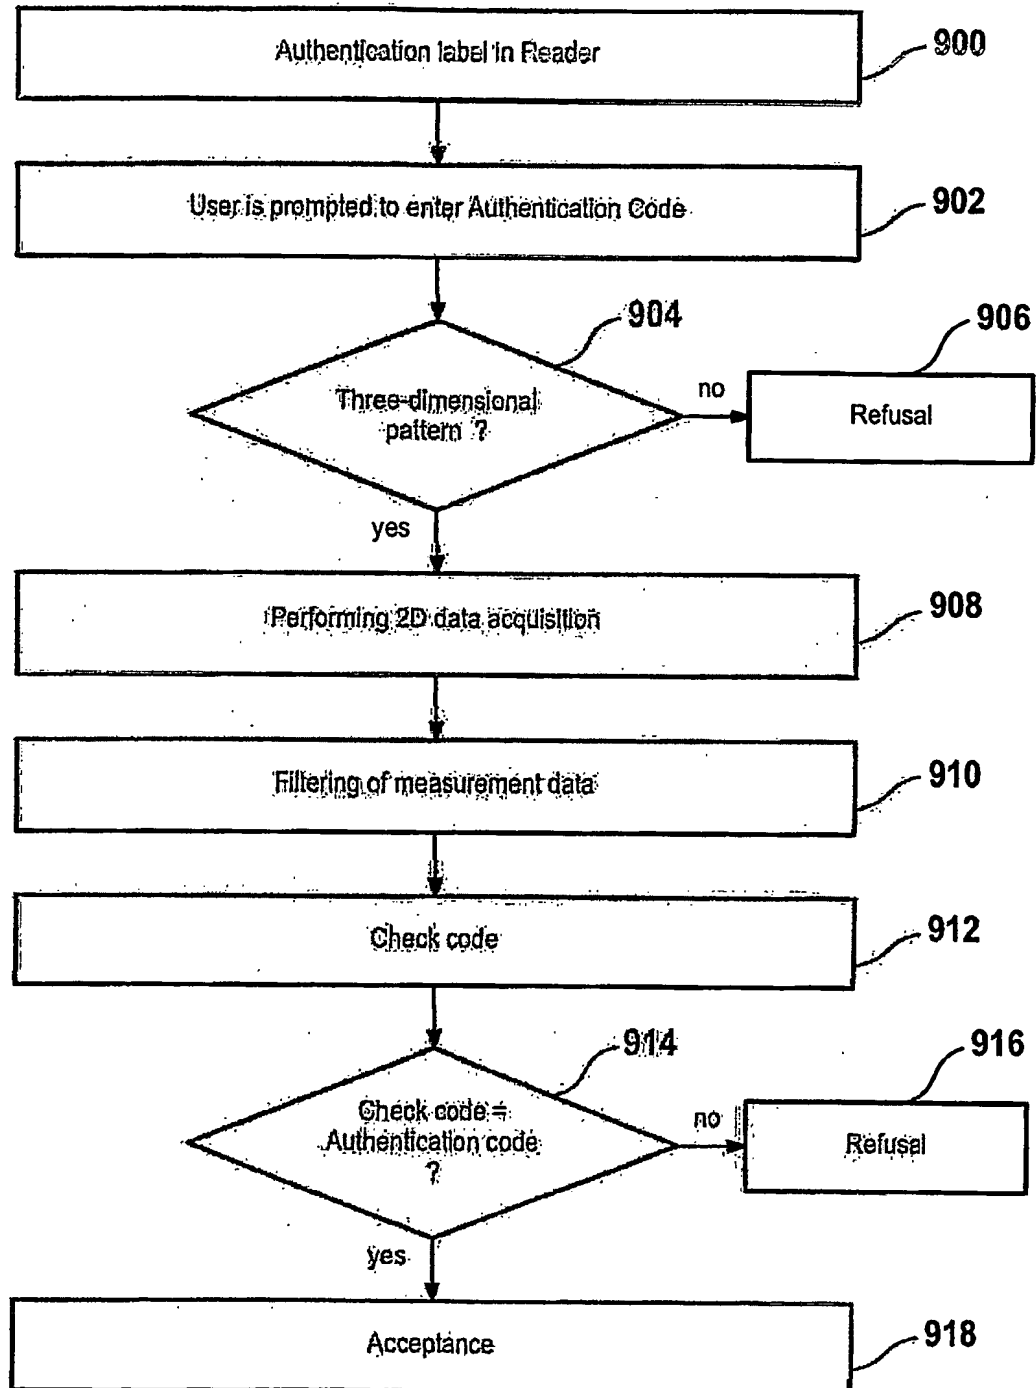 Authentication label in Reader
900
User is prompted to enter Authentication Code
902
904
906
Three-dimensional
pattern ?
no
Refusal
yes
Performing 2D data acquisition
908
Filtering of measurement data
910
Check code
912
914
916
Check code =
Authentication code
?
no
Refusal
yes
Acceptance
918